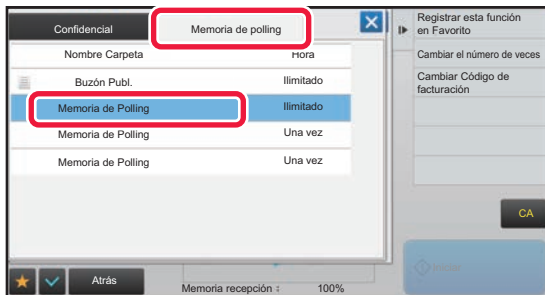 Confidencial
Memoria de polling
Nombre Carpeta
Hora
Buzón Publ.
Ilimitado
Memoria de Polling
Ilimitado
Memoria de Polling
Una vez
Memoria de Polling
Una vez
Registrar esta función
en Favorito
Cambiar el número de veces
Cambiar Código de
facturación
CA
Atrás
Memoria recepción :
100%